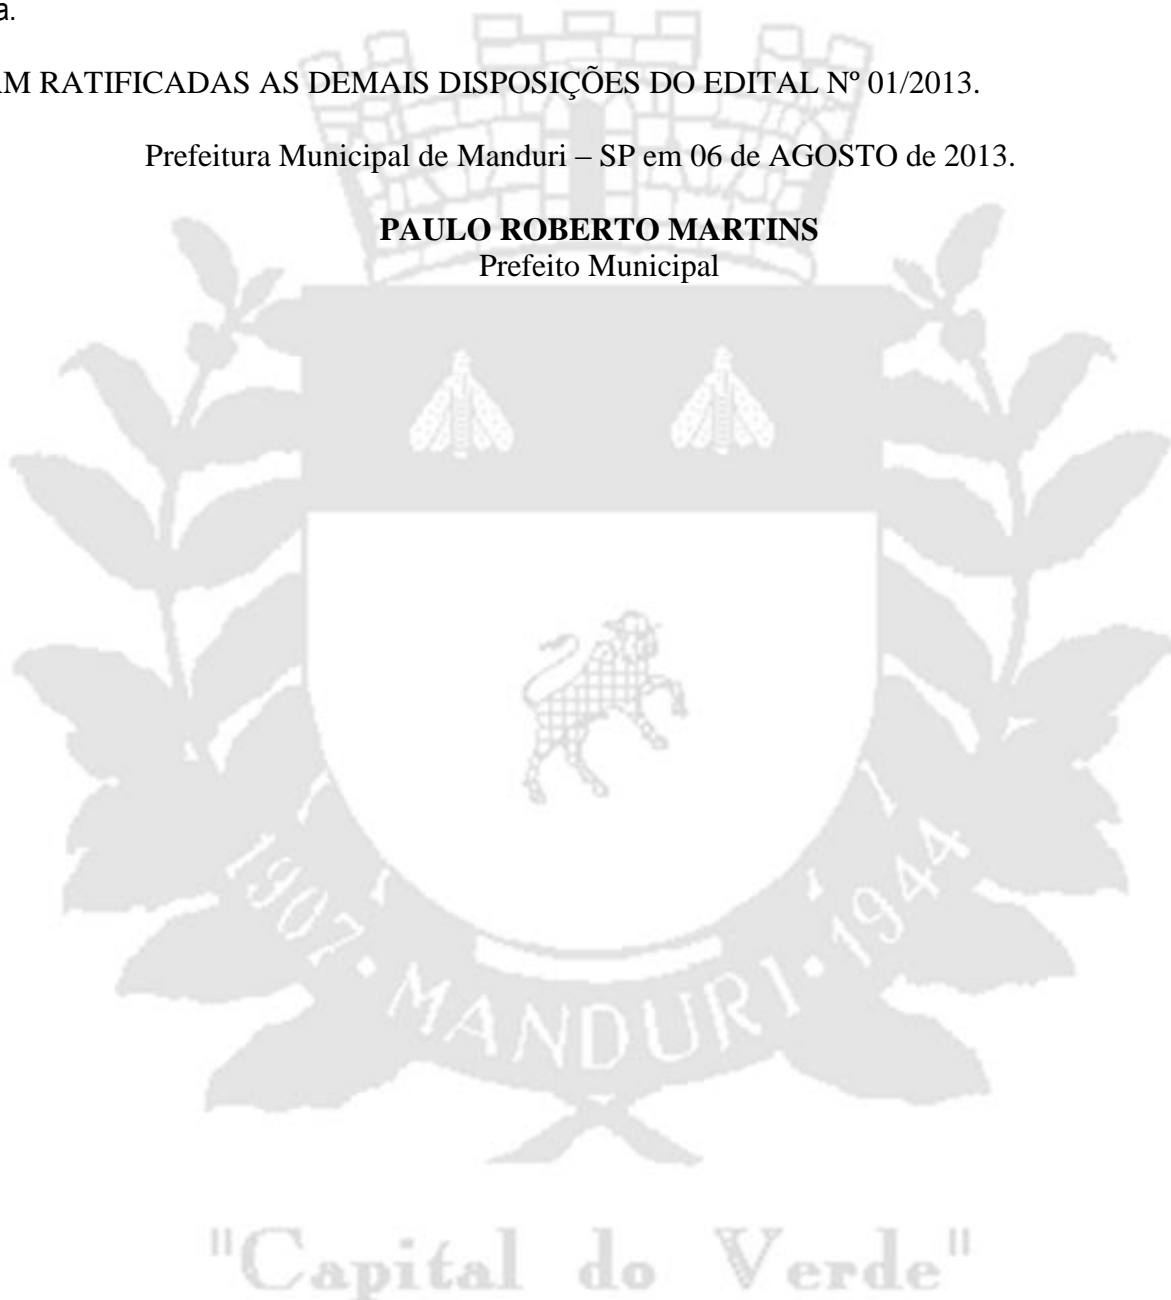 a.
AM RATIFICADAS AS DEMAIS DISPOSIÇÕES DO EDITAL Nº 01/2013.
Prefeitura Municipal de Manduri – SP em 06 de AGOSTO de 2013.
PAULO ROBERTO MARTINS
Prefeito Municipal
1907 • MANDURI • 1944
"Capital do Verde"